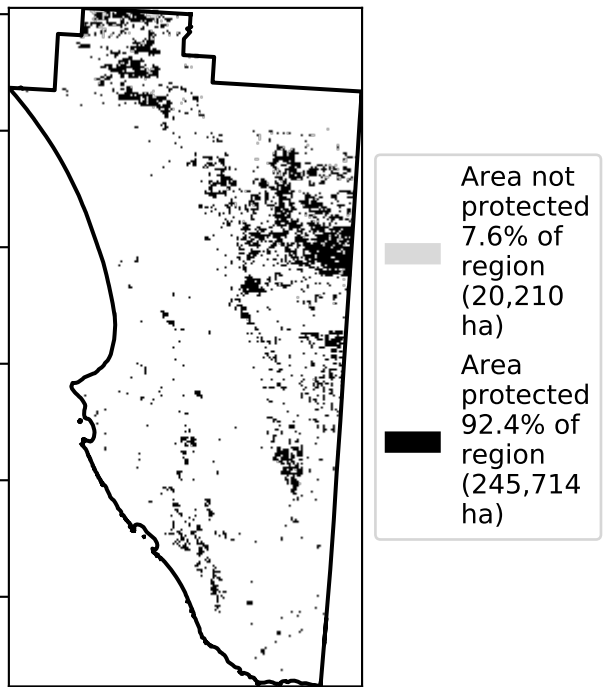 Area not
protected
7.6% of
region
(20,210
ha)
Area
protected
92.4% of
region
(245,714
ha)